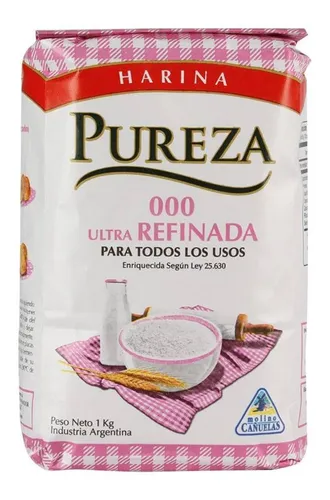 HARINA
PUREZA
000
ULTRA REFINADA
PARA TODOS LOS USOS
Enriquecida Según Ley 25.630
Peso Neto 1 Kg
Industria Argentina
molino
CAÑUELAS